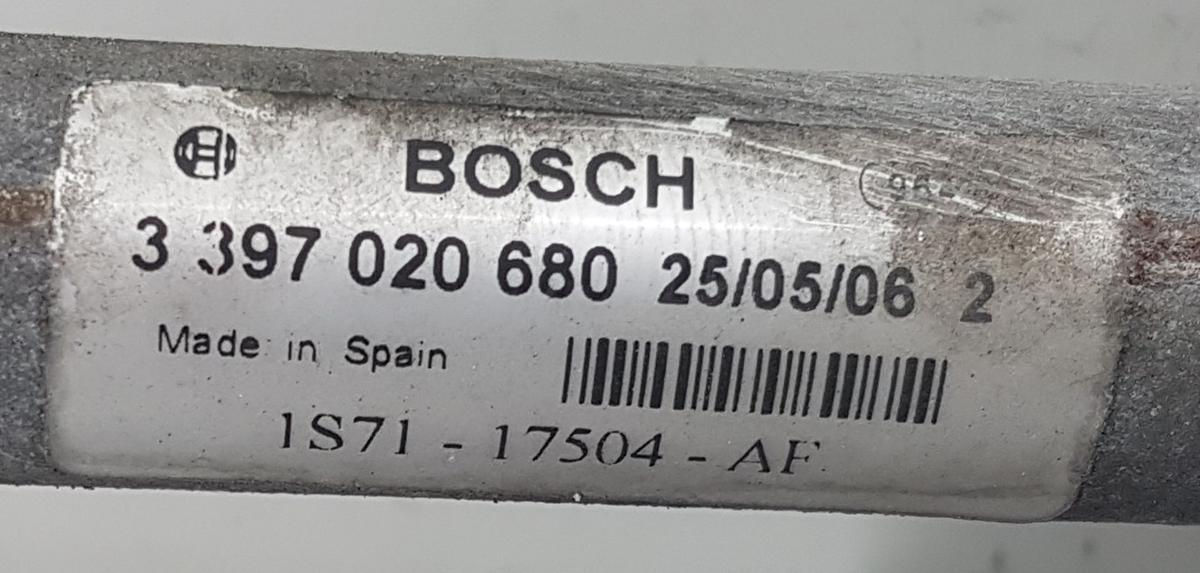 BOSCH
3 397 020 680 25/05/06 2
Made in Spain
1S71 - 17504 - AF